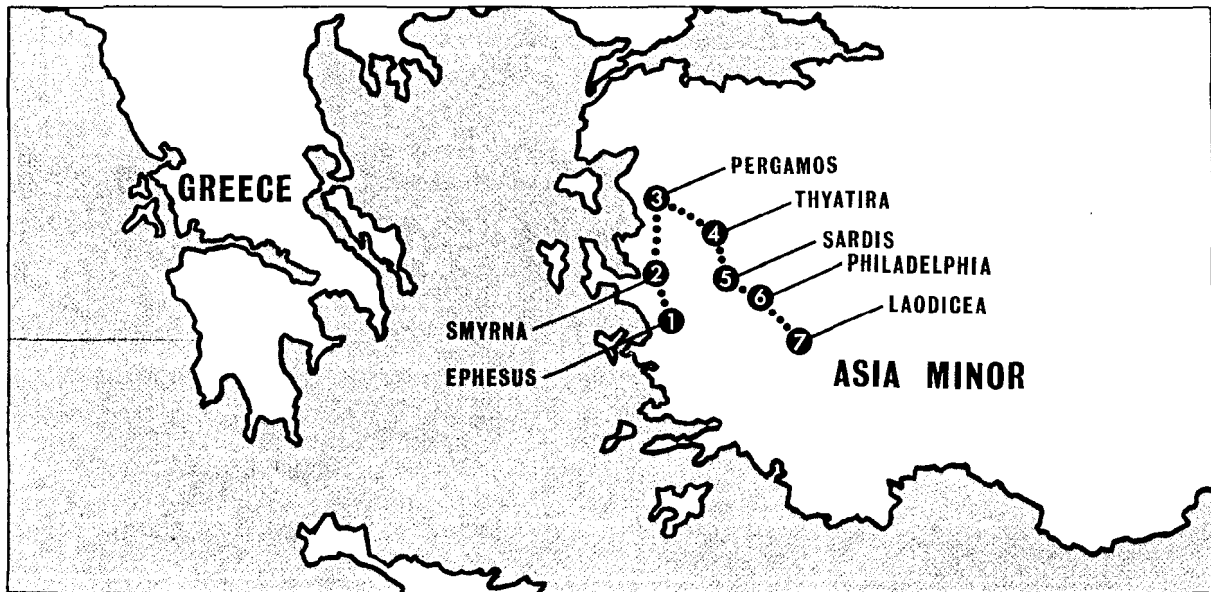 PERGAMOS
3
THYATIRA
GREECE
4
SARDIS
PHILADELPHIA
2
5
6
LAODICEA
SMYRNA
1
7
EPHESUS
ASIA MINOR